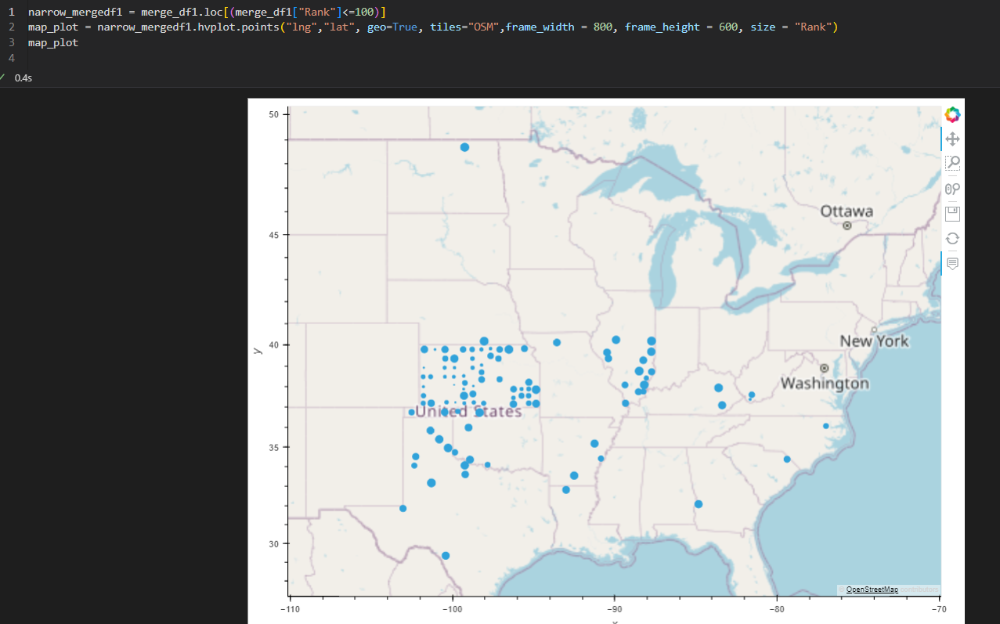 1 narrow_mergedf1 = merge_df1.loc[(merge_df1["Rank"]<=100)]
2 map_plot = narrow_mergedf1.hvplot.points("lng","lat", geo=True, tiles="OSM",frame_width = 800, frame_height = 600, size = "Rank")
3 map_plot
4
✓ 0.4s
50
45
40
35
30
y
Ottawa
New York
Washington
United States
OpenStreetMap contributors
−110
−100
−90
−80
−70